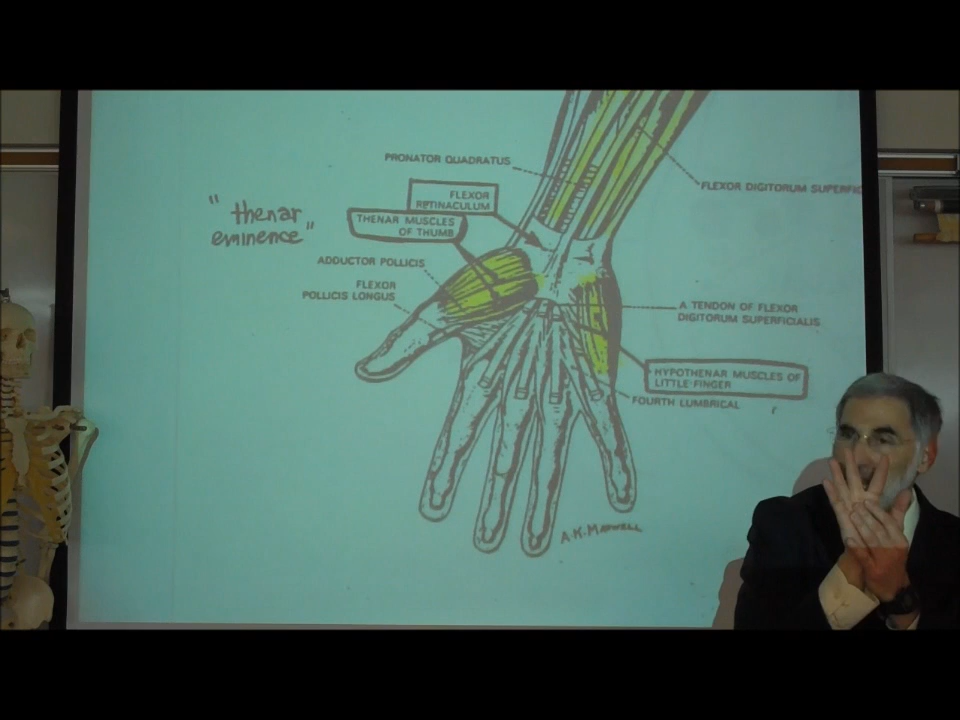 PRONATOR QUADRATUS
FLEXOR DIGITORUM SUPERFIC
FLEXOR
RETINACULUM
"thenar
eminence"
THENAR MUSCLES
OF THUMB
ADDUCTOR POLLICIS
FLEXOR
POLLICIS LONGUS
A TENDON OF FLEXOR
DIGITORUM SUPERFICIALIS
HYPOTHENAR MUSCLES OF
LITTLE FINGER
FOURTH LUMBRICAL
A.K. MAXWELL